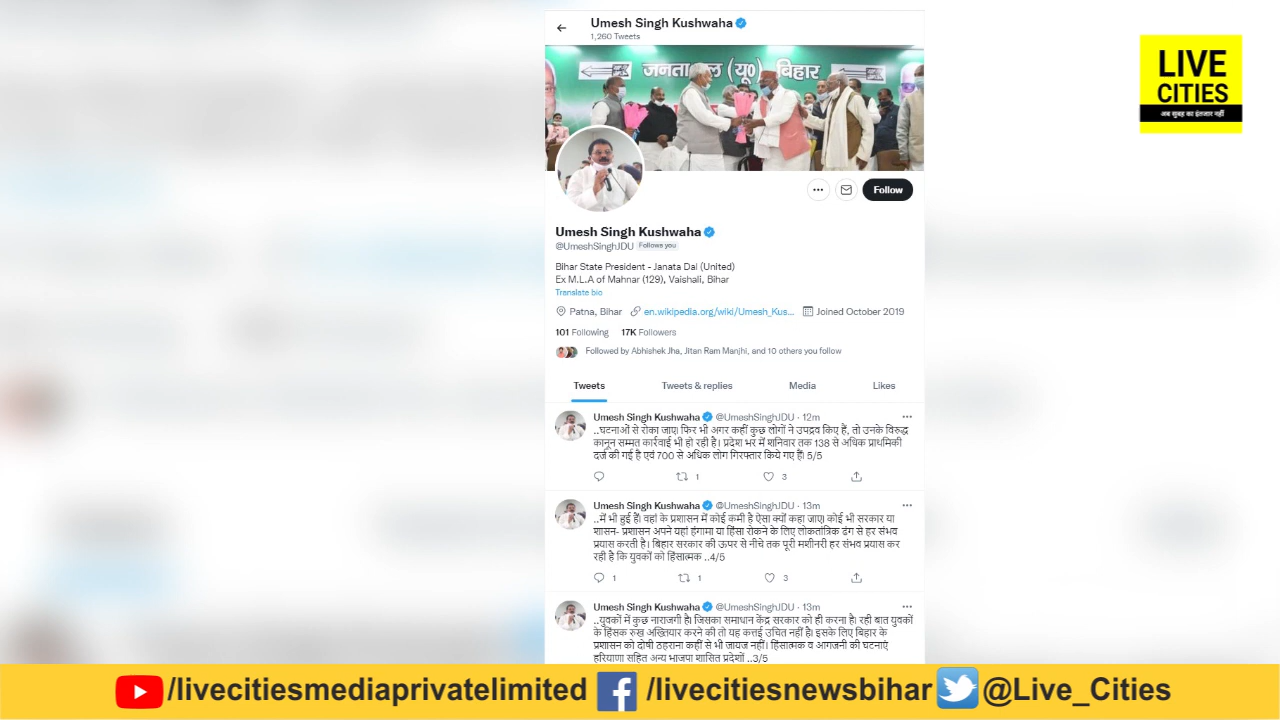 Umesh Singh Kushwaha
1,260 Tweets
जनता दल (यू०) बिहार
LIVE
CITIES
अब सुबह का इंतजार नहीं
Follow
Umesh Singh Kushwaha
@UmeshSinghJDU Follows you
Bihar State President - Janata Dal (United)
Ex M.L.A of Mahnar (129), Vaishali, Bihar
Translate bio
Patna, Bihar en.wikipedia.org/wiki/Umesh_Kus... Joined October 2019
101 Following 17K Followers
Followed by Abhishek Jha, Jitan Ram Manjhi, and 10 others you follow
Tweets Tweets & replies Media Likes
Umesh Singh Kushwaha @UmeshSinghJDU · 12m
..घटनाओं से रोका जाए। फिर भी अगर कहीं कुछ लोगों ने उपद्रव किए हैं, तो उनके विरुद्ध
कानून सम्मत कार्रवाई भी हो रही है। प्रदेश भर में शनिवार तक 138 से अधिक प्राथमिकी
दर्ज की गई है एवं 700 से अधिक लोग गिरफ्तार किये गए हैं। 5/5
1 3
Umesh Singh Kushwaha @UmeshSinghJDU · 13m
..में भी हुई हैं। वहां के प्रशासन में कोई कमी है ऐसा क्यों कहा जाए। कोई भी सरकार या
शासन- प्रशासन अपने यहां हंगामा या हिंसा रोकने के लिए लोकतांत्रिक ढंग से हर संभव
प्रयास करती है। बिहार सरकार की ऊपर से नीचे तक पूरी मशीनरी हर संभव प्रयास कर
रही है कि युवकों को हिंसात्मक ..4/5
1 1 3
Umesh Singh Kushwaha @UmeshSinghJDU · 13m
..युवकों में कुछ नाराजगी है। जिसका समाधान केंद्र सरकार को ही करना है। रही बात युवकों
के हिंसक रुख अख्तियार करने की तो यह कत्तई उचित नहीं है। इसके लिए बिहार के
प्रशासन को दोषी ठहराना कहीं से भी जायज नहीं। हिंसात्मक व आगजनी की घटनाएं
हरियाणा सहित अन्य भाजपा शासित प्रदेशों ..3/5
/livecitiesmediaprivatelimited /livecitiesnewsbihar @Live_Cities